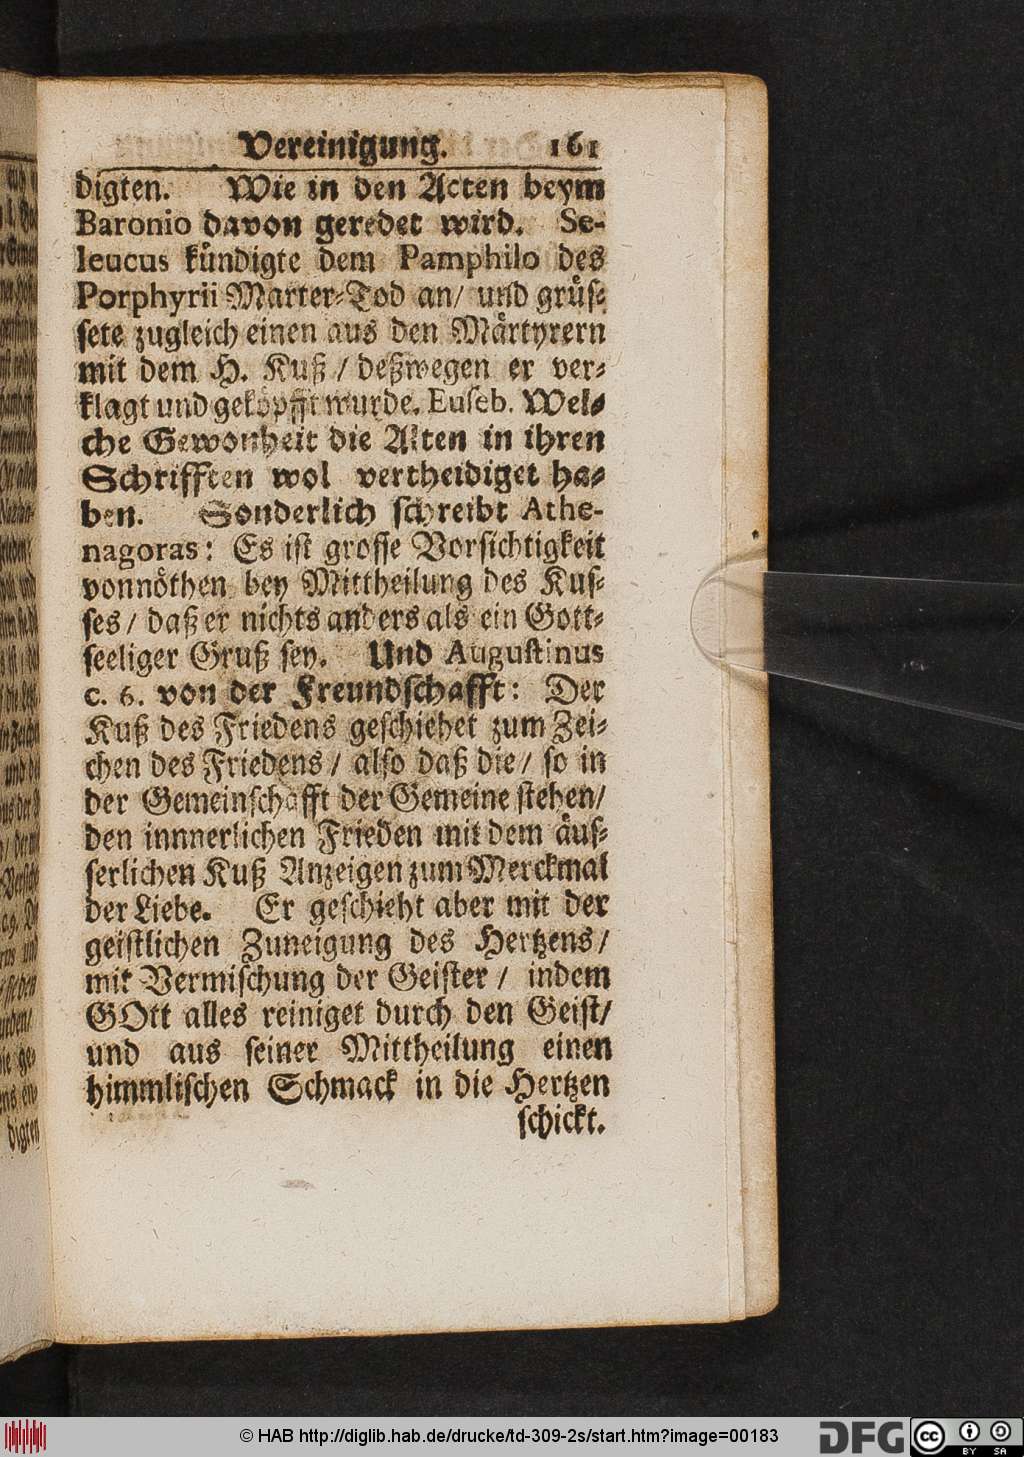 Vereinigung. 161
digten. Wie in den Acten beym
Baronio davon geredet wird. Se-
leucus kündigte dem Pamphilo des
Porphyrii Marter-Tod an/ und grüs-
sete zugleich einen aus den Märtyrern
mit dem H. Kuß / deßwegen er ver-
klagt und geköpfft wurde. Euseb. Wel-
che Gewonheit die Alten in ihren
Schrifften wol vertheidiget ha-
ben. Sonderlich schreibt Athe-
nagoras: Es ist grosse Vorsichtigkeit
vonnöthen bey Mittheilung des Kus-
ses / daß er nichts anders als ein Gott-
seeliger Gruß sey. Und Augustinus
c. 6. von der Freundschafft: Der
Kuß des Friedens geschiehet zum Zei-
chen des Friedens / also daß die / so in
der Gemeinschafft der Gemeine stehen/
den innnerlichen Frieden mit dem äus-
serlichen Kuß Anzeigen zum Merckmal
der Liebe. Er geschieht aber mit der
geistlichen Zuneigung des Hertzens /
mit Vermischung der Geister / indem
GOtt alles reiniget durch den Geist/
und aus seiner Mittheilung einen
himmlischen Schmack in die Hertzen
schickt.
digten
© HAB http://diglib.hab.de/drucke/td-309-2s/start.htm?image=00183
DFG
cc BY SA